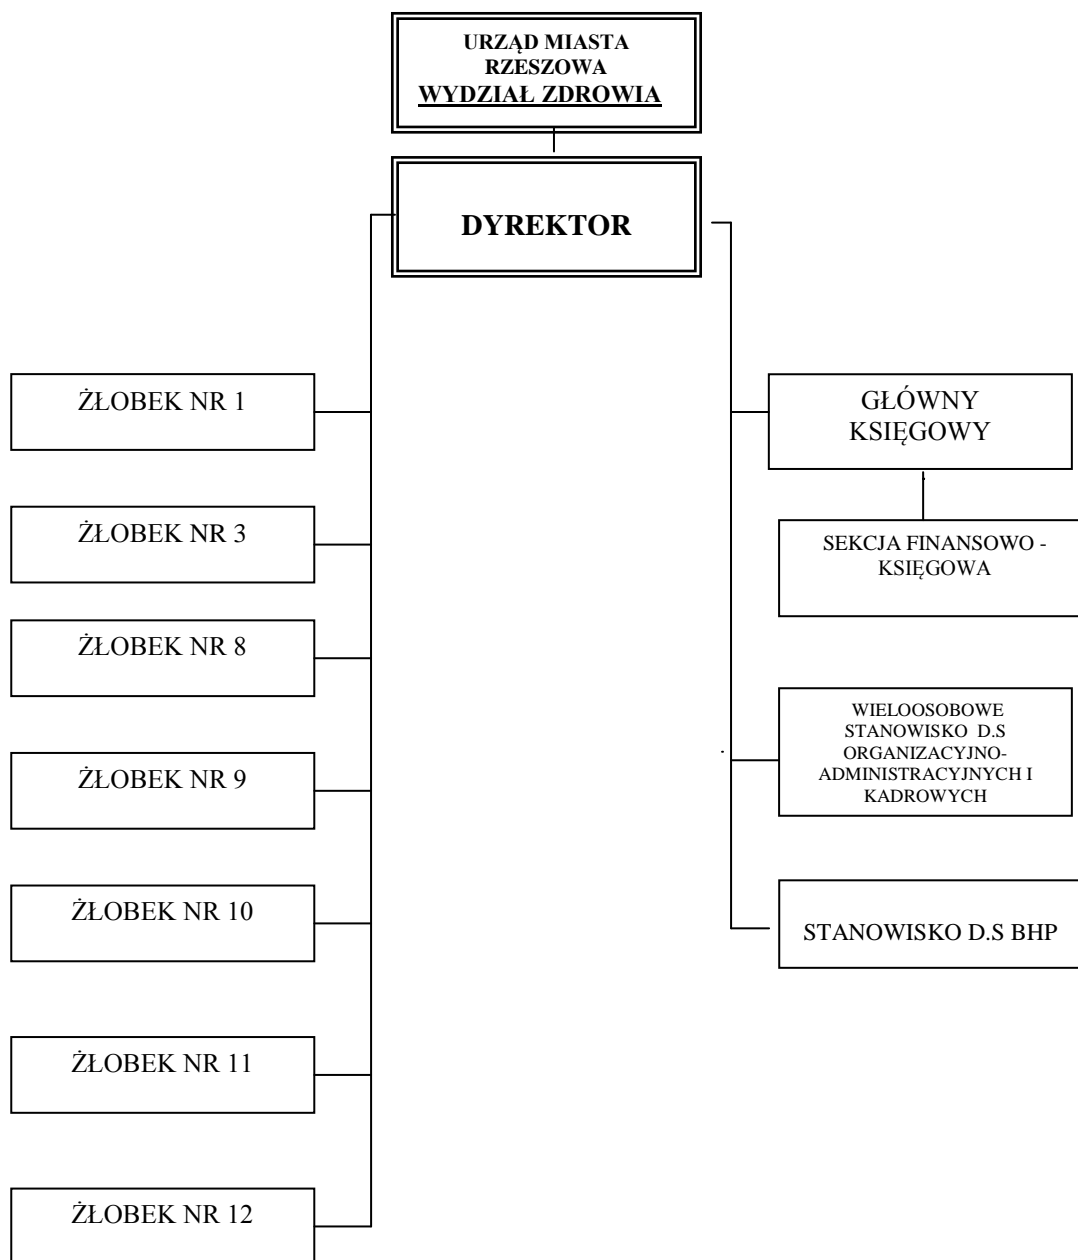 URZĄD MIASTA
RZESZOWA
WYDZIAŁ ZDROWIA
DYREKTOR
ŻŁOBEK NR 1
ŻŁOBEK NR 3
ŻŁOBEK NR 8
ŻŁOBEK NR 9
ŻŁOBEK NR 10
ŻŁOBEK NR 11
ŻŁOBEK NR 12
GŁÓWNY
KSIĘGOWY
SEKCJA FINANSOWO -
KSIĘGOWA
WIELOOSOBOWE
STANOWISKO D.S
ORGANIZACYJNO-
ADMINISTRACYJNYCH I
KADROWYCH
STANOWISKO D.S BHP